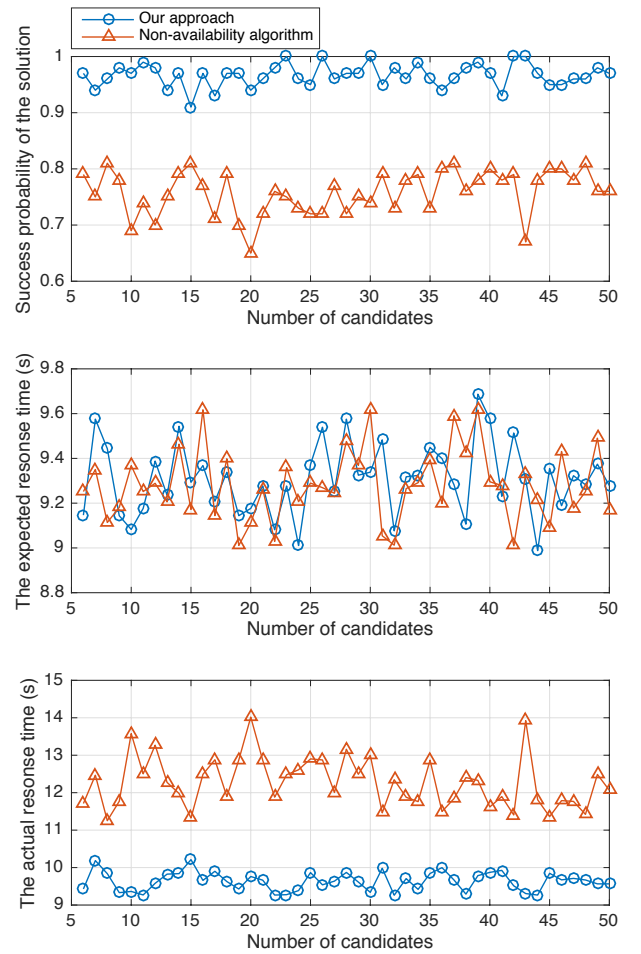 Our approach
Non-availability algorithm
Success probability of the solution
1
0.9
0.8
0.7
0.6
5 10 15 20 25 30 35 40 45 50
Number of candidates
The expected response time (s)
9.8
9.6
9.4
9.2
9
8.8
5 10 15 20 25 30 35 40 45 50
Number of candidates
The actual resonse time (s)
15
14
13
12
11
10
9
5 10 15 20 25 30 35 40 45 50
Number of candidates